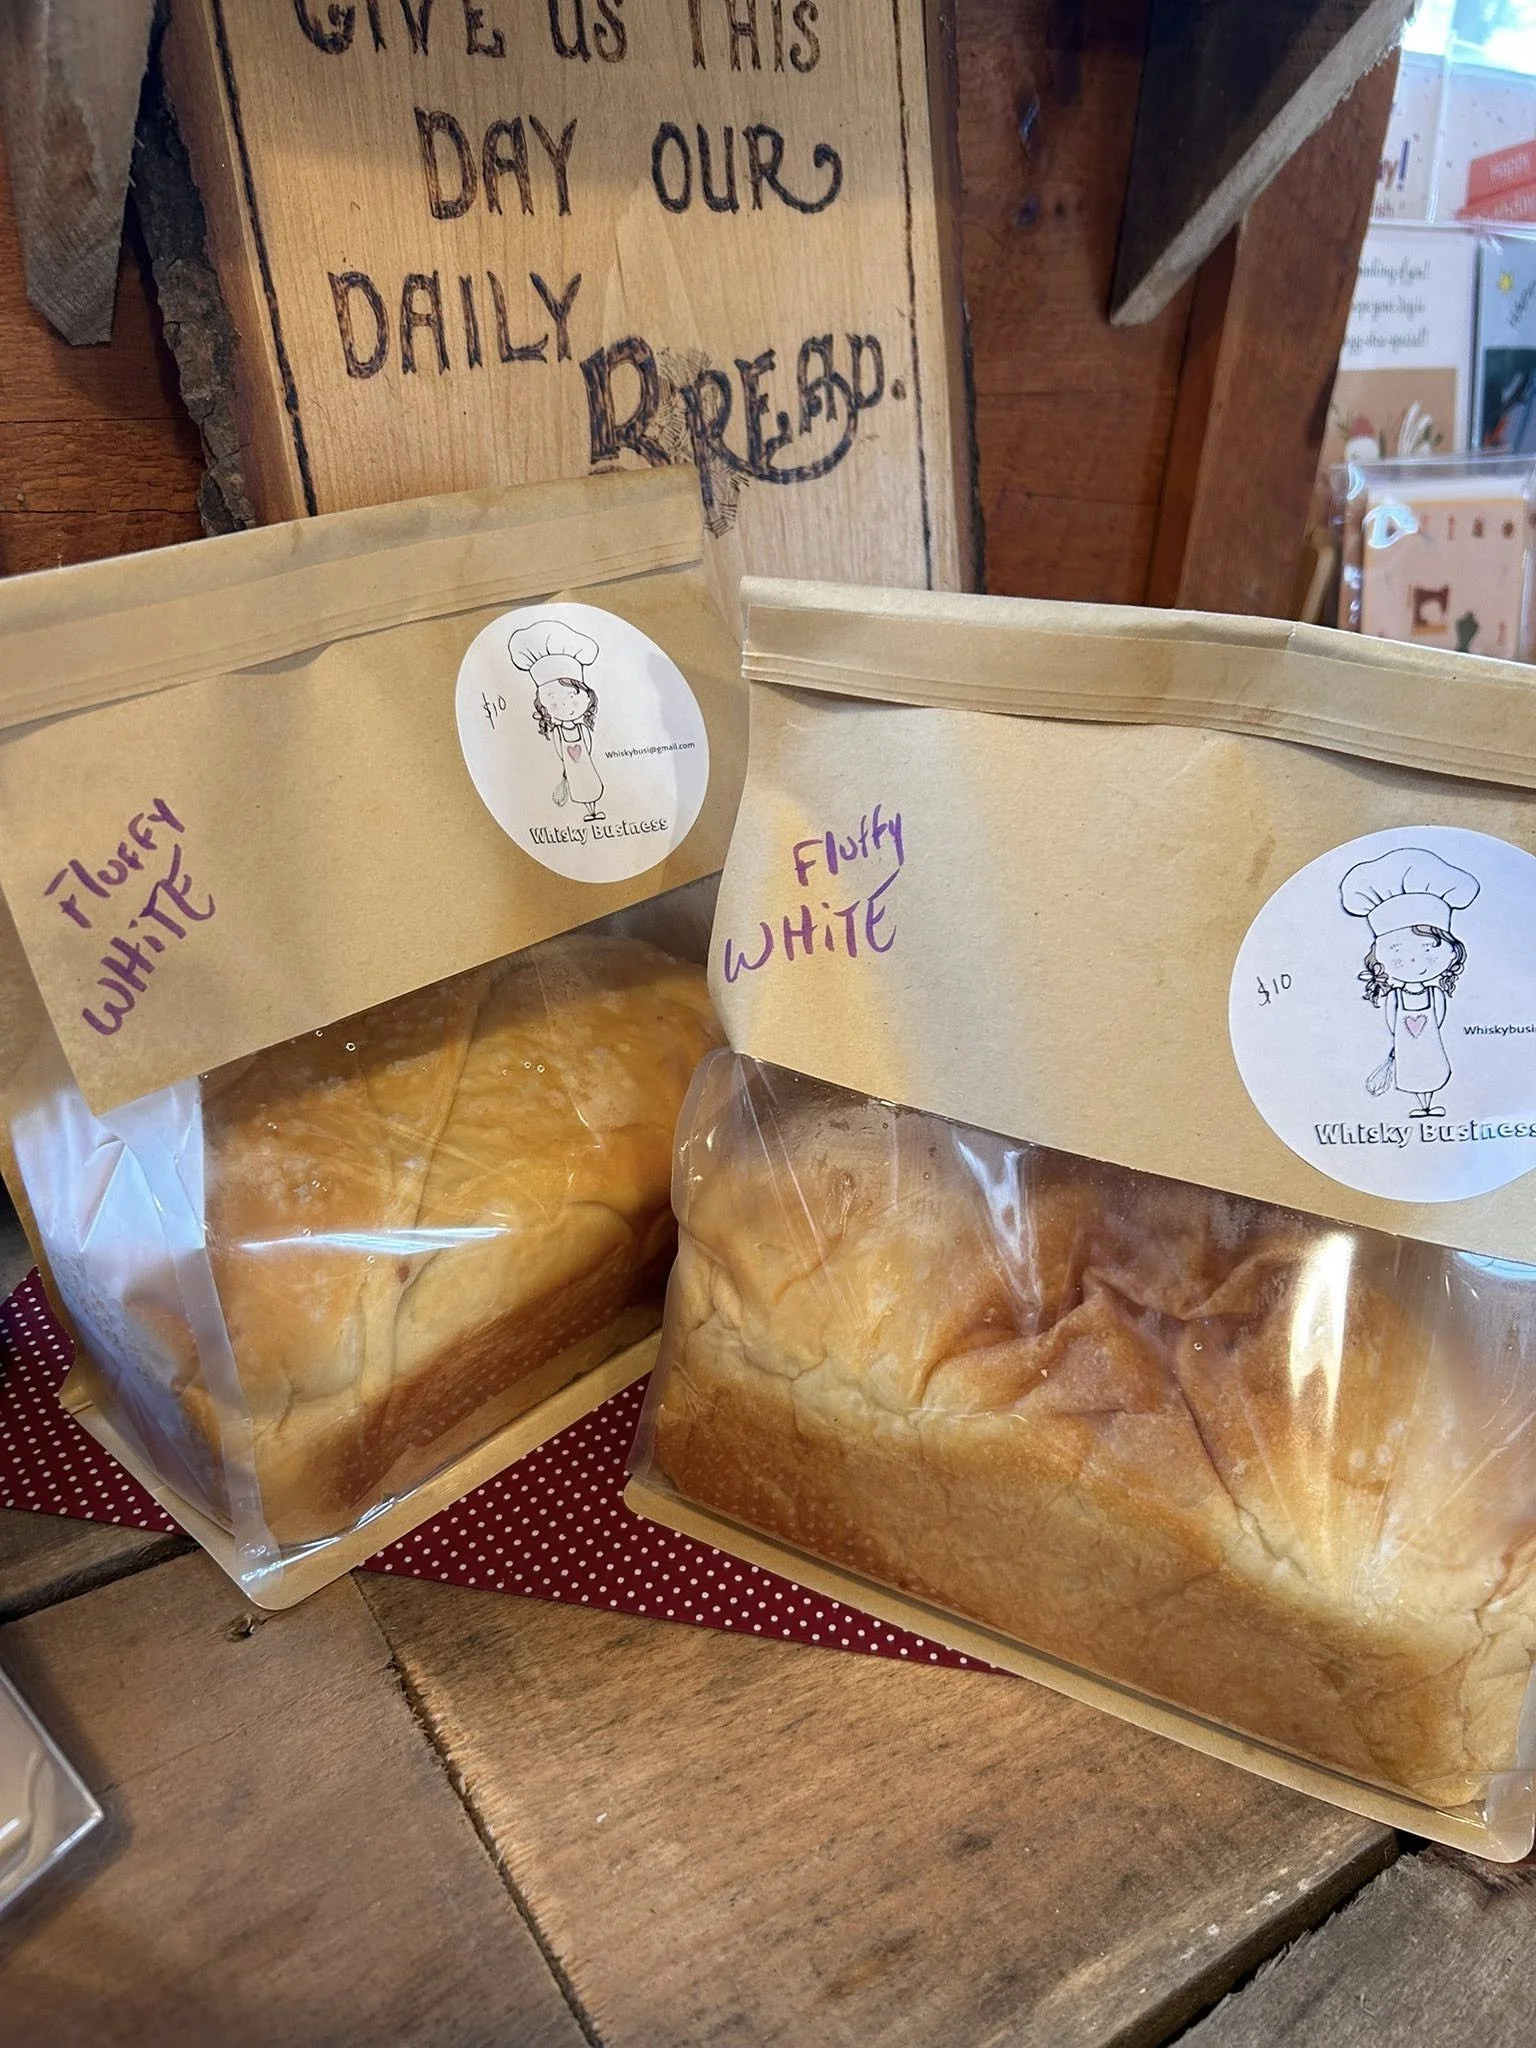 GIVE US THIS
DAY OUR
DAILY
BREAD.
$10
Whiskybusi@gmail.com
Whisky Business
Fluffy
WHiTE
Fluffy
WHiTE
$10
Whiskybusi
Whisky Business
HAPPY